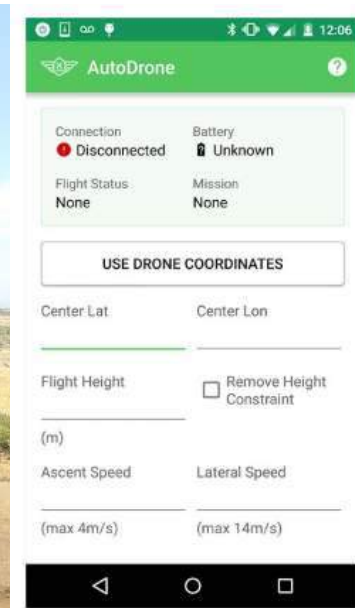 12:06
AutoDrone
?
Connection Battery
! Disconnected ? Unknown
Flight Status Mission
None None
USE DRONE COORDINATES
Center Lat Center Lon
Flight Height Remove Height
Constraint
(m)
Ascent Speed Lateral Speed
(max 4m/s) (max 14m/s)